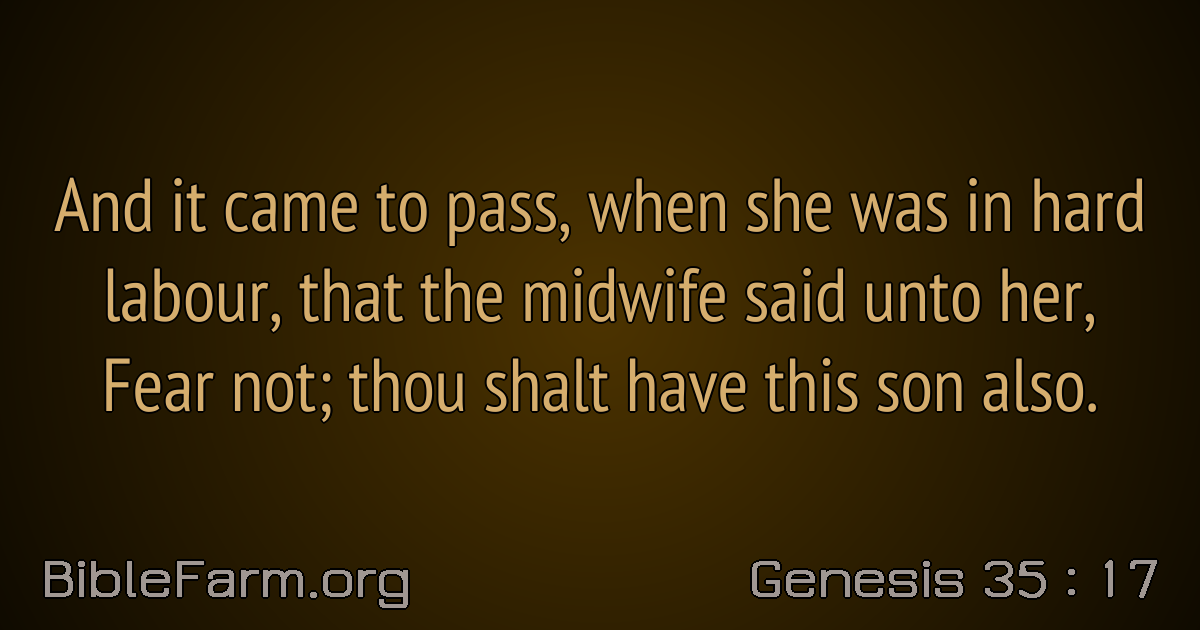 And it came to pass, when she was in hard
labour, that the midwife said unto her,
Fear not; thou shalt have this son also.
BibleFarm.org
Genesis 35 : 17